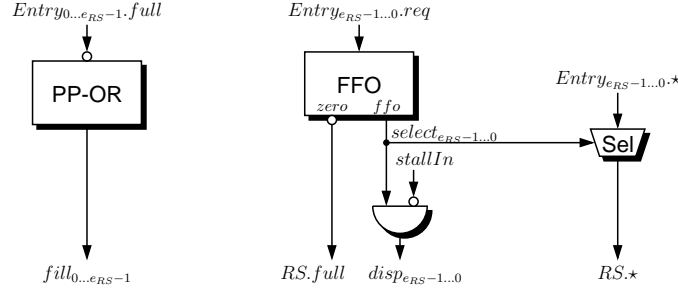 Entry_{0...e_{RS}-1}.full
Entry_{e_{RS}-1...0}.req
PP-OR
FFO
zero ffo
Entry_{e_{RS}-1...0}.⋆
select_{e_{RS}-1...0}
Sel
stallIn
fill_{0...e_{RS}-1}
RS.full
disp_{e_{RS}-1...0}
RS.⋆